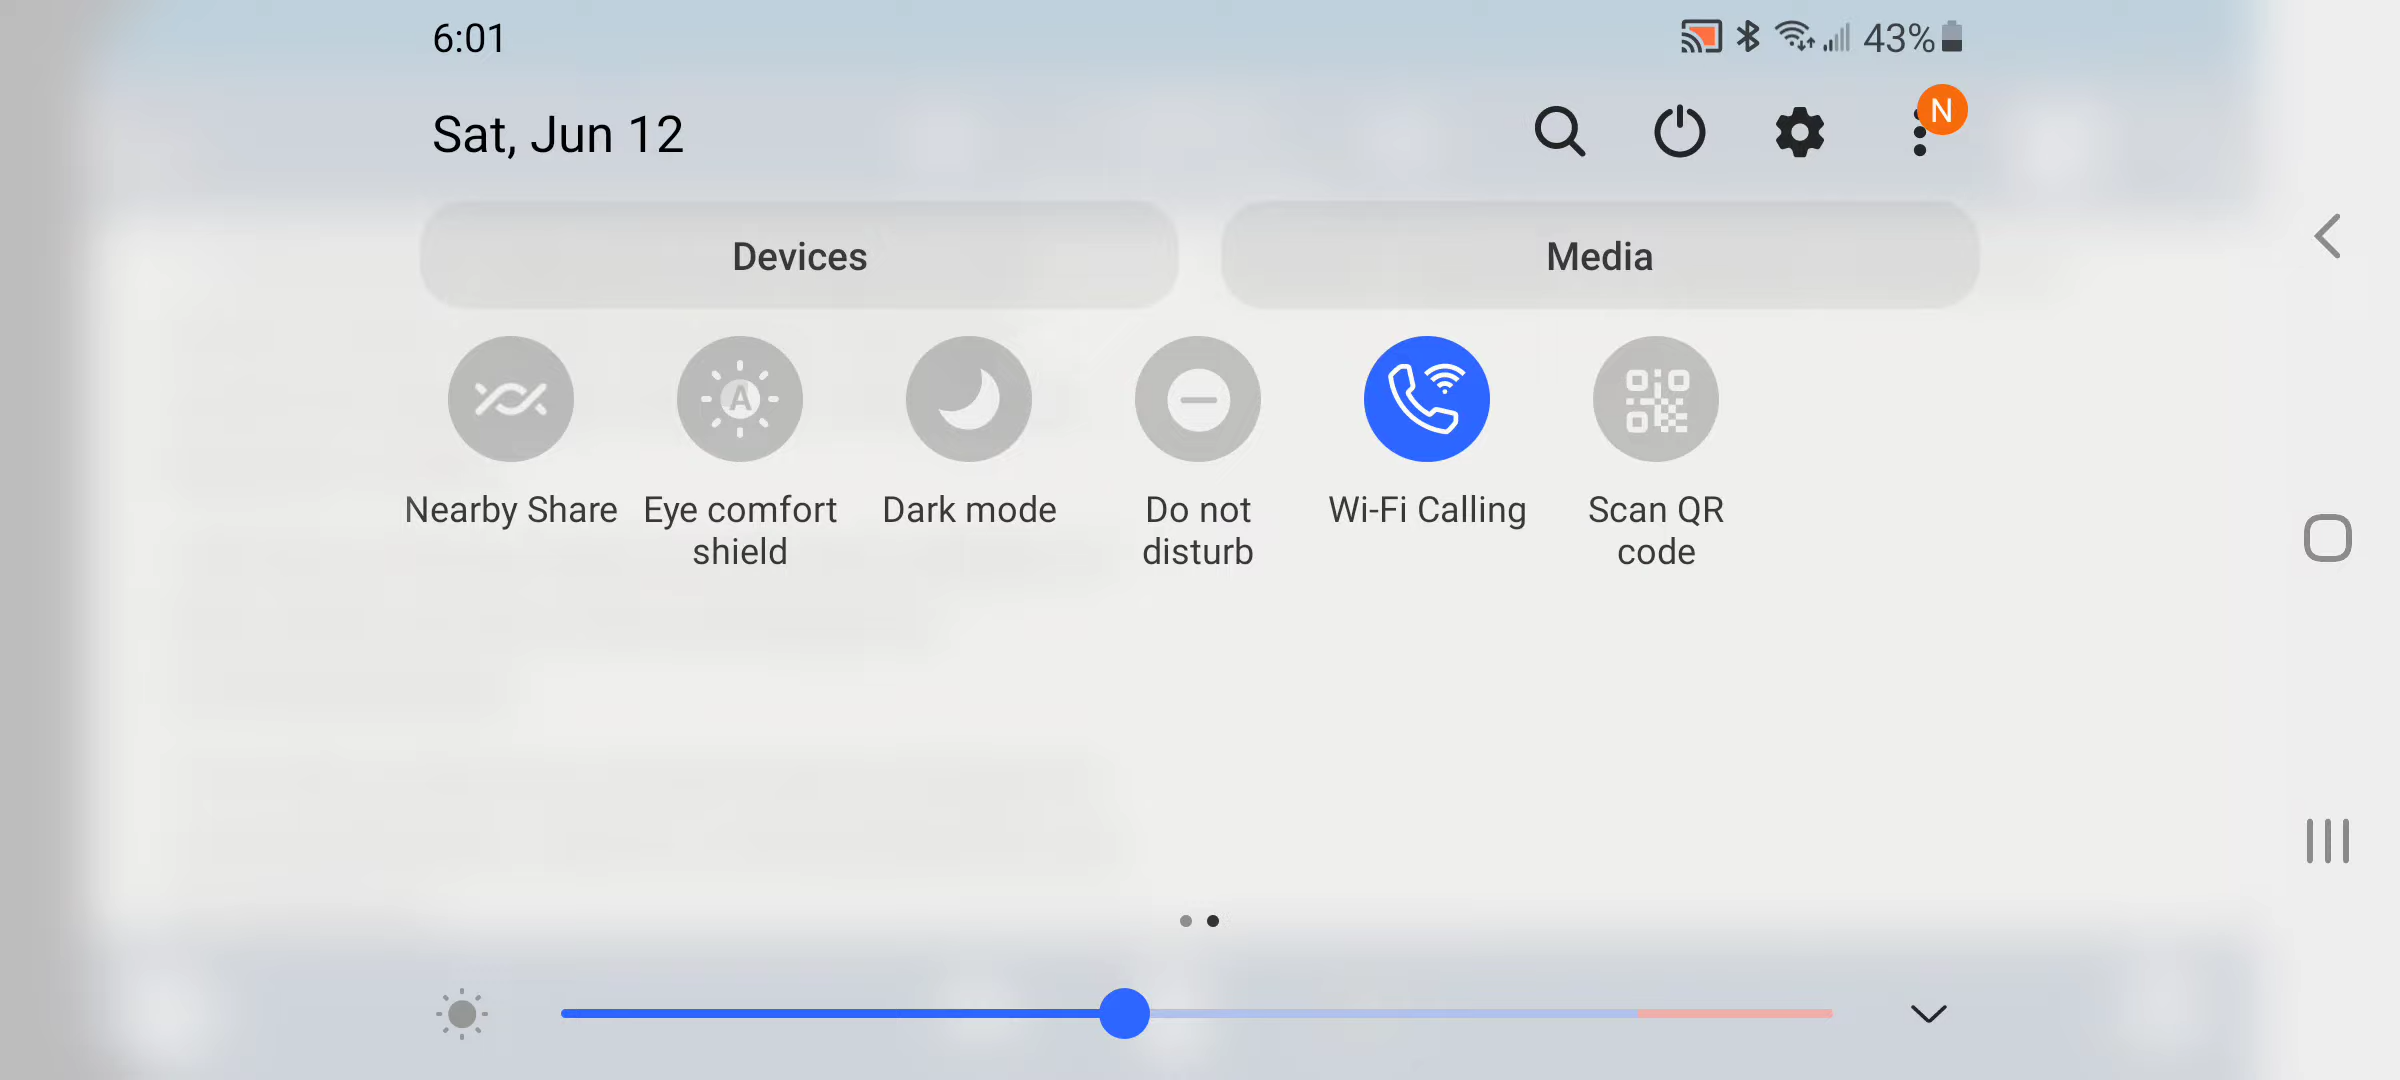 6:01
43%
Sat, Jun 12
N
Devices
Media
A
Nearby Share
Eye comfort
shield
Dark mode
Do not
disturb
Wi-Fi Calling
Scan QR
code